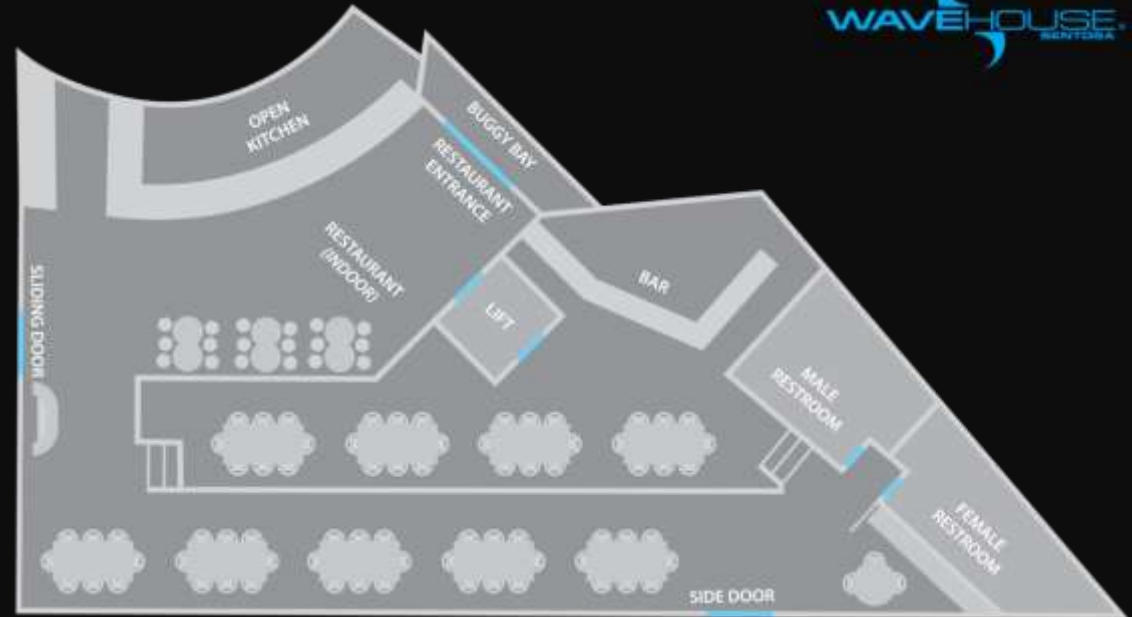 WAVEHOUSE
SENTOSA
OPEN
KITCHEN
BUGGY BAY
RESTAURANT
ENTRANCE
RESTAURANT
(INDOOR)
BAR
LIFT
SLIDING DOOR
MALE
RESTROOM
FEMALE
RESTROOM
SIDE DOOR